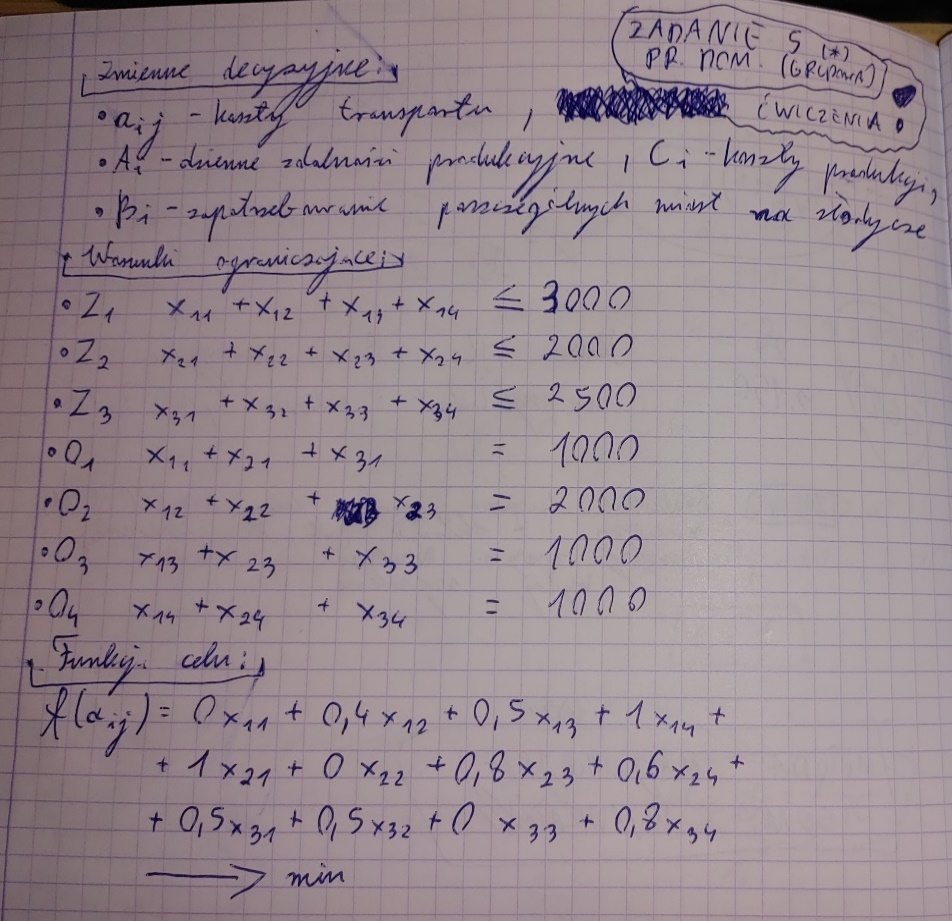 ZADANIE 5 (*)
PR. DOM. (GRUPOWA)
ĆWICZENIA
Zmienne decyzyjne:
• aij - koszty transportu,
• Ai - dzienne zdolności produkcyjne, Ci - koszty produkcji,
• Bi - zapotrzebowanie poszczególnych miast na słodycze
Warunki ograniczające:
• Z1 x11 + x12 + x13 + x14 ≤ 3000
• Z2 x21 + x22 + x23 + x24 ≤ 2000
• Z3 x31 + x32 + x33 + x34 ≤ 2500
• O1 x11 + x21 + x31 = 1000
• O2 x12 + x22 + x23 = 2000
• O3 x13 + x23 + x33 = 1000
• O4 x14 + x24 + x34 = 1000
Funkcja celu:
f(αij) = 0x11 + 0,4x12 + 0,5x13 + 1x14 +
+ 1x21 + 0x22 + 0,8x23 + 0,6x24 +
+ 0,5x31 + 0,5x32 + 0x33 + 0,8x34
→ min